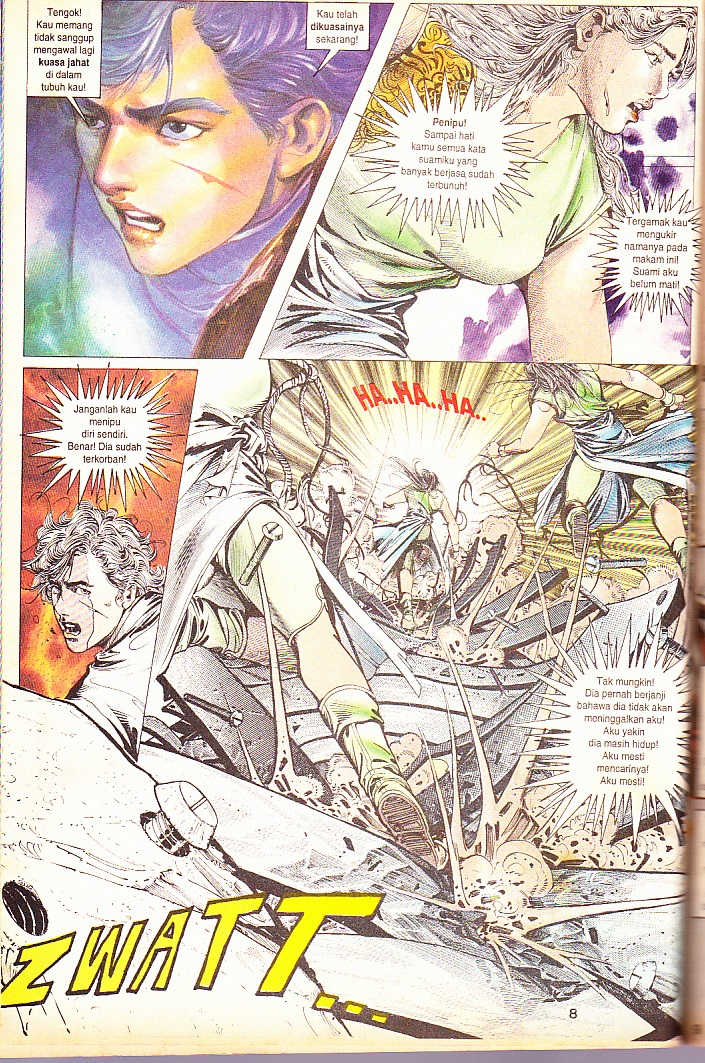 Tengok!
Kau memang
tidak sanggup
mengawal lagi
kuasa jahat
di dalam
tubuh kau!
Kau telah
dikuasainya
sekarang!
Penipu!
Sampai hati
kamu semua kata
suamiku yang
banyak berjasa sudah
terbunuh!
Tergamak kau
mengukir
namanya pada
makam ini!
Suami aku
belum mati!
Janganlah kau
menipu
diri sendiri.
Benar! Dia sudah
terkorban!
HA..HA..HA..
Tak mungkin!
Dia pernah berjanji
bahawa dia tidak akan
meninggalkan aku!
Aku yakin
dia masih hidup!
Aku mesti
mencarinya!
Aku mesti!
ZWATT...
8